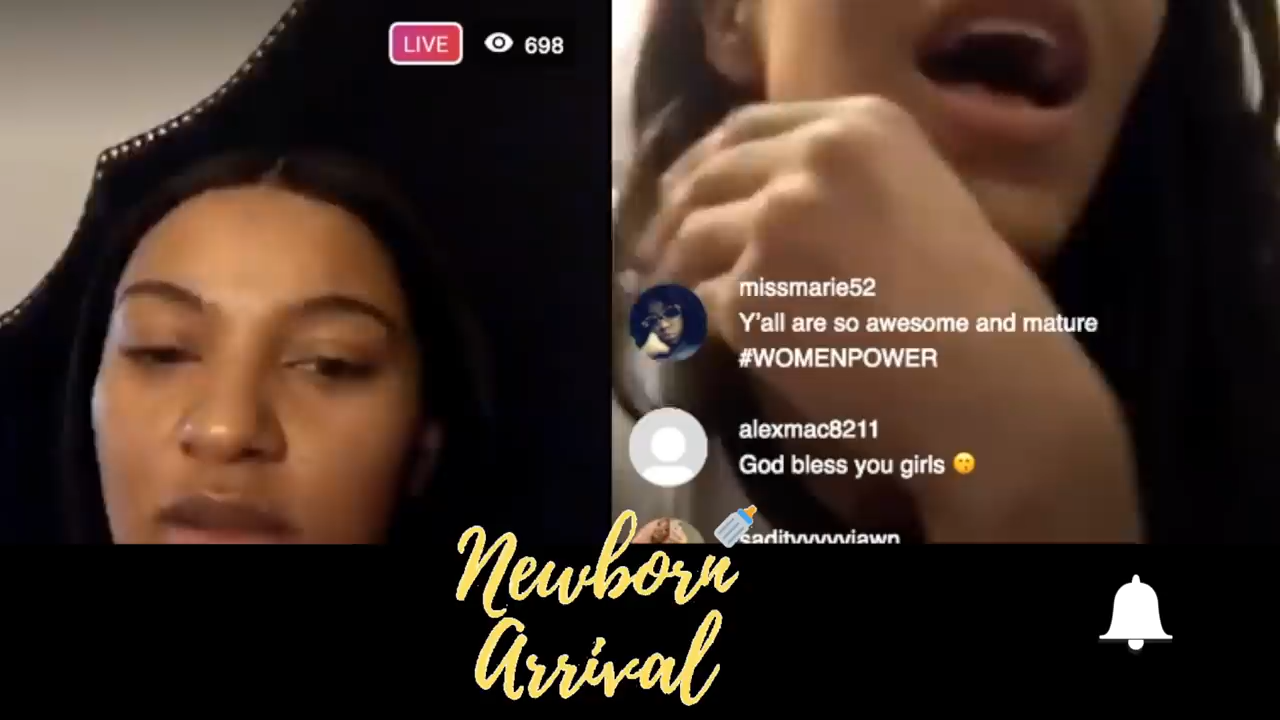 LIVE 698
missmarie52
Y'all are so awesome and mature
#WOMENPOWER
alexmac8211
God bless you girls 😗
Newborn
Arrival